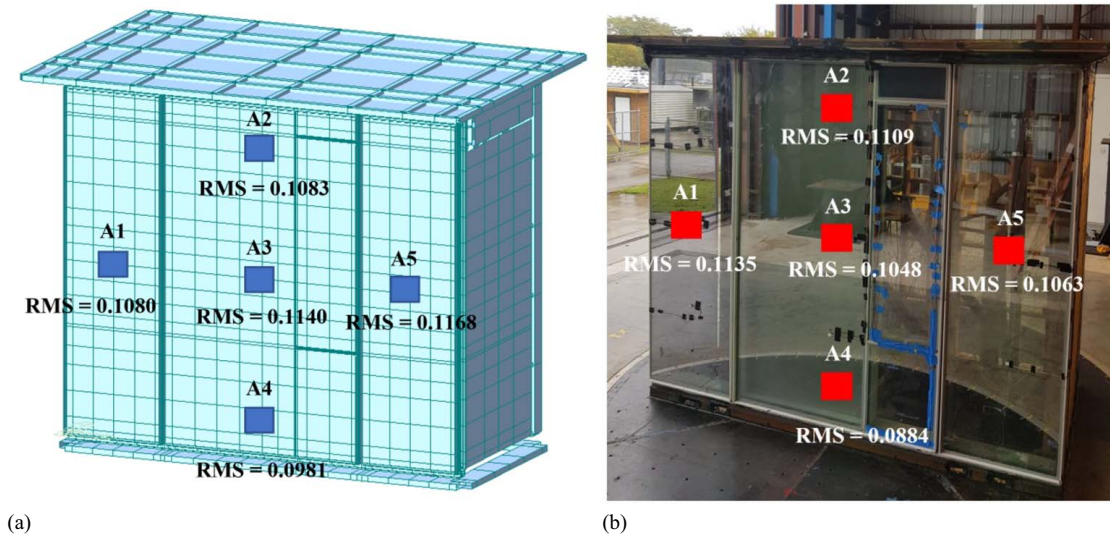 A2
RMS = 0.1083
A1
RMS = 0.1080
A3
RMS = 0.1140
A5
RMS = 0.1168
A4
RMS = 0.0981
(a)
A2
RMS = 0.1109
A1
RMS = 0.1135
A3
RMS = 0.1048
A5
RMS = 0.1063
A4
RMS = 0.0884
(b)